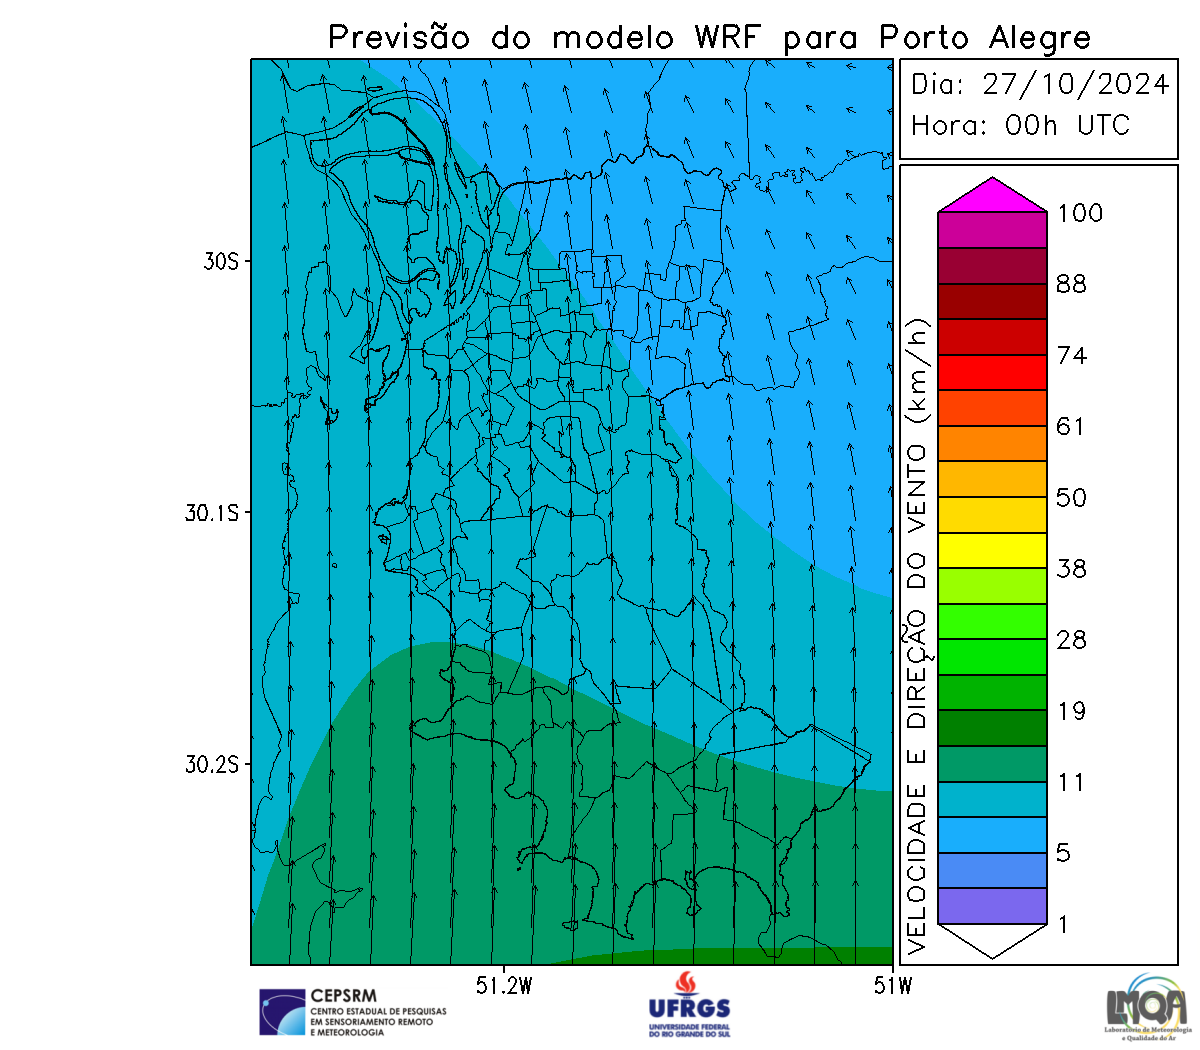 Previsão do modelo WRF para Porto Alegre
Dia: 27/10/2024
Hora: 00h UTC
30S
30.1S
30.2S
51.2W
51W
VELOCIDADE E DIREÇÃO DO VENTO (km/h)
100
88
74
61
50
38
28
19
11
5
1
CEPSRM
CENTRO ESTADUAL DE PESQUISAS
EM SENSORIAMENTO REMOTO
E METEOROLOGIA
UFRGS
UNIVERSIDADE FEDERAL
DO RIO GRANDE DO SUL
LMQA
Laboratório de Meteorologia
e Qualidade do Ar